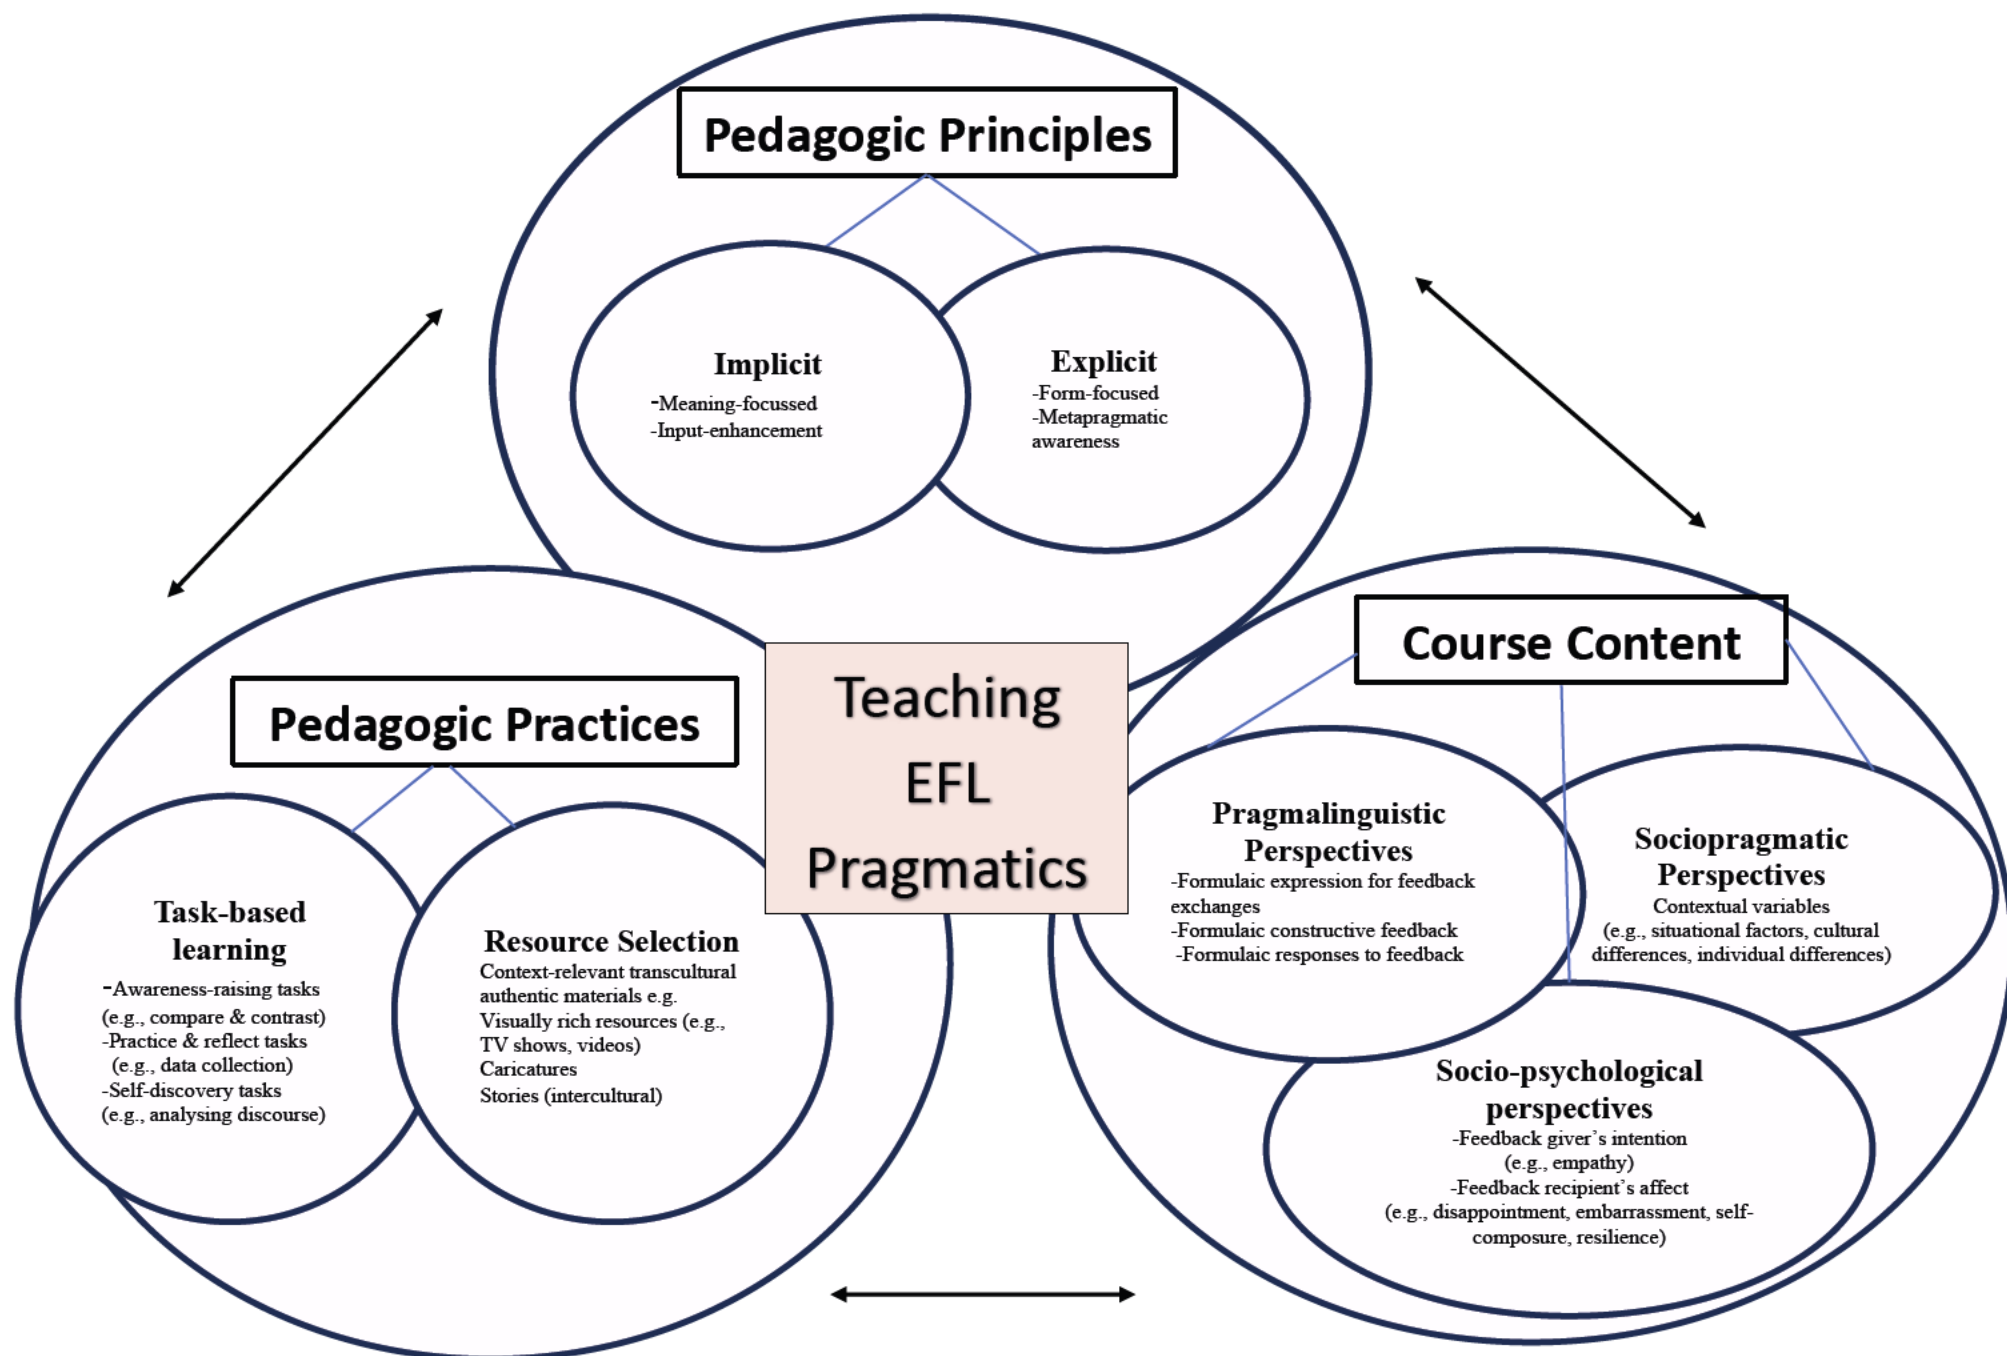 Pedagogic Principles
Implicit
-Meaning-focussed
-Input-enhancement
Explicit
-Form-focused
-Metapragmatic
awareness
Teaching
EFL
Pragmatics
Pedagogic Practices
Task-based
learning
-Awareness-raising tasks
(e.g., compare & contrast)
-Practice & reflect tasks
(e.g., data collection)
-Self-discovery tasks
(e.g., analysing discourse)
Resource Selection
Context-relevant transcultural
authentic materials e.g.
Visually rich resources (e.g.,
TV shows, videos)
Caricatures
Stories (intercultural)
Course Content
Pragmalinguistic
Perspectives
-Formulaic expression for feedback
exchanges
-Formulaic constructive feedback
-Formulaic responses to feedback
Sociopragmatic
Perspectives
Contextual variables
(e.g., situational factors, cultural
differences, individual differences)
Socio-psychological
perspectives
-Feedback giver’s intention
(e.g., empathy)
-Feedback recipient’s affect
(e.g., disappointment, embarrassment, self-
composure, resilience)